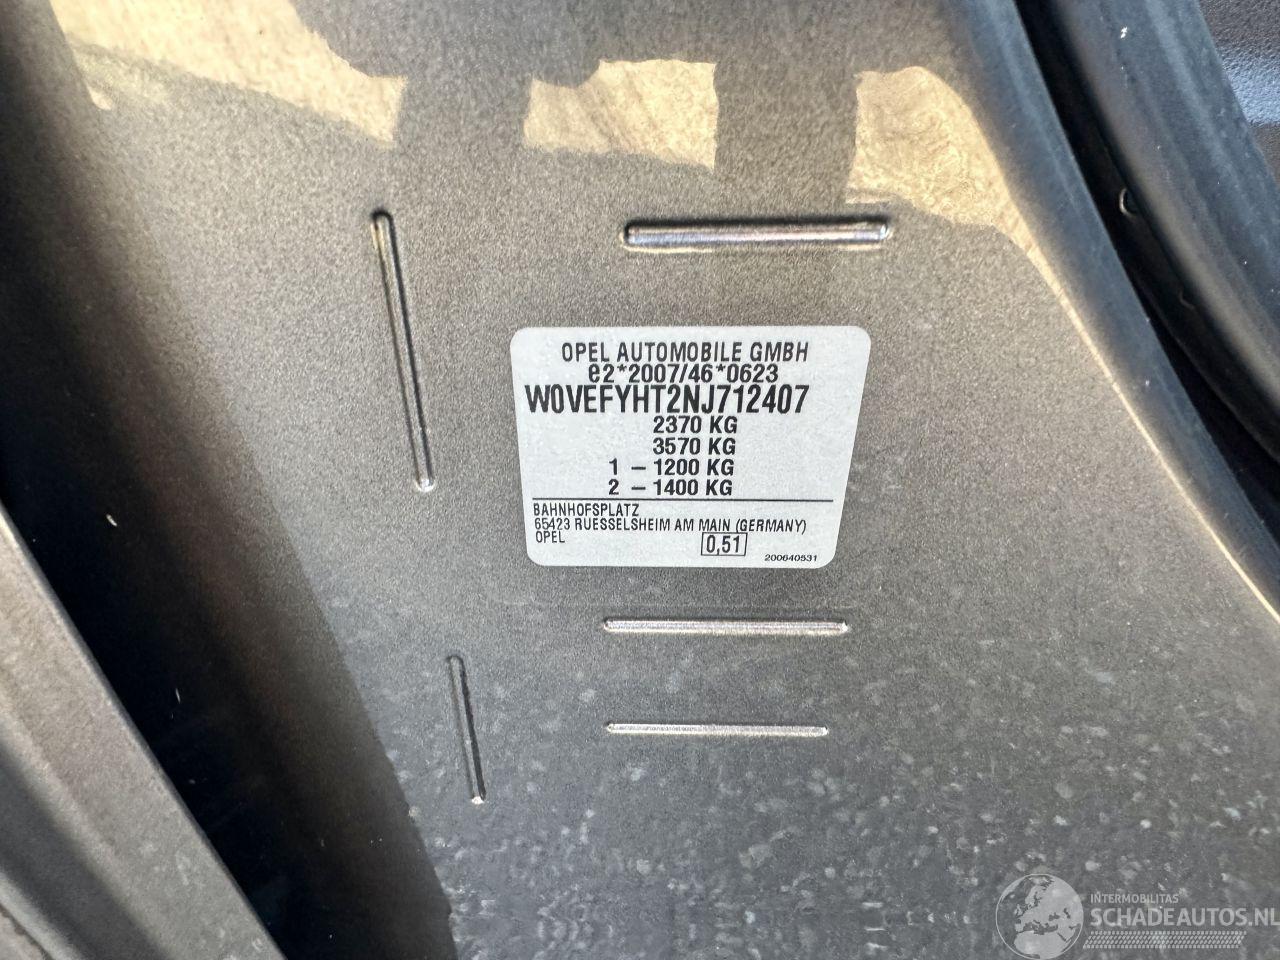 OPEL AUTOMOBILE GMBH
e2*2007/46*0623
W0VEFYHT2NJ712407
2370 KG
3570 KG
1 – 1200 KG
2 – 1400 KG
BAHNHOFSPLATZ
65423 RUESSELSHEIM AM MAIN (GERMANY)
OPEL
0,51
200640531
INTERMOBILITAS
SCHADEAUTOS.NL